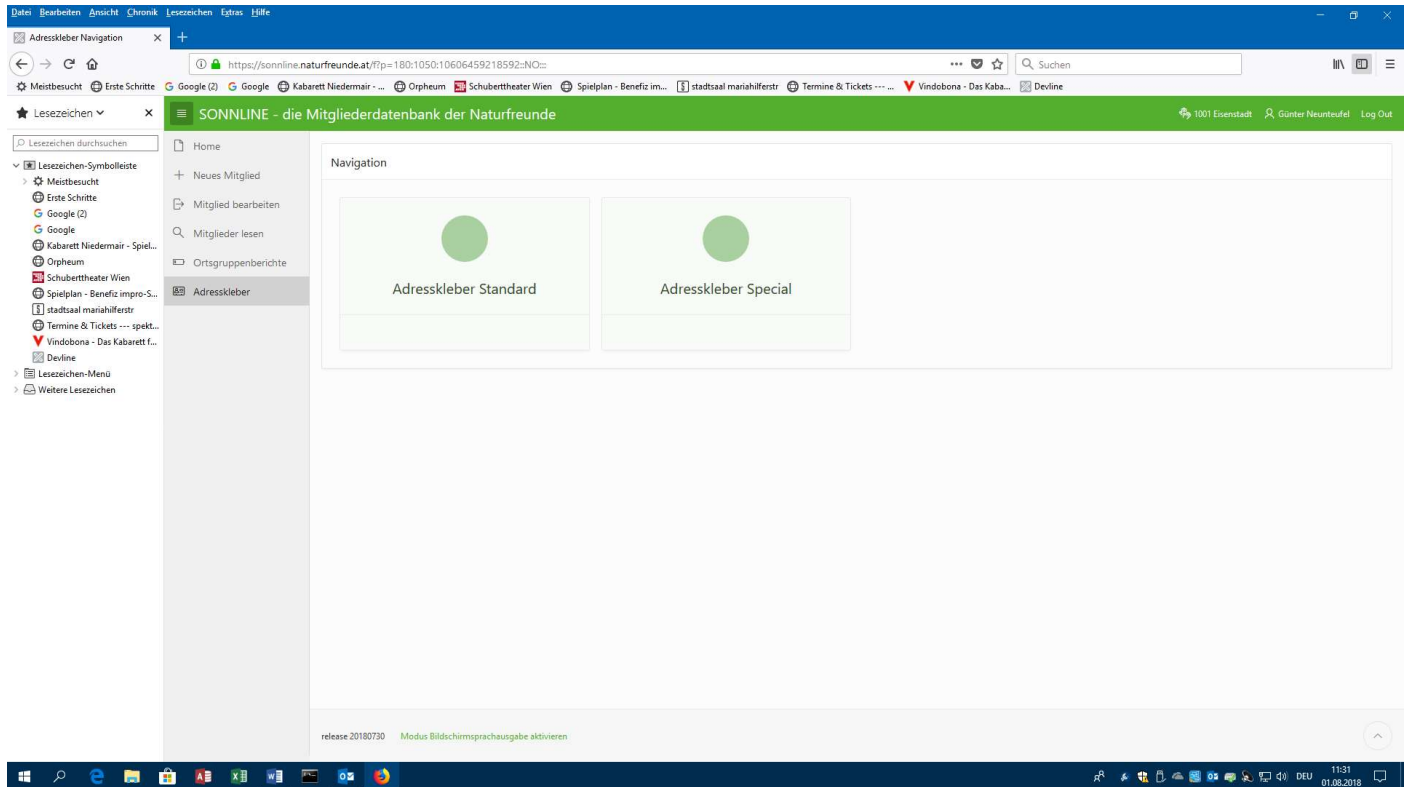 Datei Bearbeiten Ansicht Chronik Lesezeichen Extras Hilfe
Adresskleber Navigation
https://sonnline.naturfreunde.at/f?p=180:1050:10606459218592::NO:::
Suchen
Meistbesucht Erste Schritte Google (2) Google Kabarett Niedermair - ... Orpheum Schuberttheater Wien Spielplan - Benefiz im... stadtsaal mariahilferstr Termine & Tickets --- ... Vindobona - Das Kaba... Devline
Lesezeichen
SONNLINE - die Mitgliederdatenbank der Naturfreunde
1001 Eisenstadt Günter Neunteufel Log Out
Lesezeichen durchsuchen
Lesezeichen-Symbolleiste
Meistbesucht
Erste Schritte
Google (2)
Google
Kabarett Niedermair - Spiel...
Orpheum
Schuberttheater Wien
Spielplan - Benefiz impro-S...
stadtsaal mariahilferstr
Termine & Tickets --- spekt...
Vindobona - Das Kabarett f...
Devline
Lesezeichen-Menü
Weitere Lesezeichen
Home
Neues Mitglied
Mitglied bearbeiten
Mitglieder lesen
Ortsgruppenberichte
Adresskleber
Navigation
Adresskleber Standard
Adresskleber Special
release 20180730 Modus Bildschirmsprachausgabe aktivieren
DEU
11:31
01.08.2018